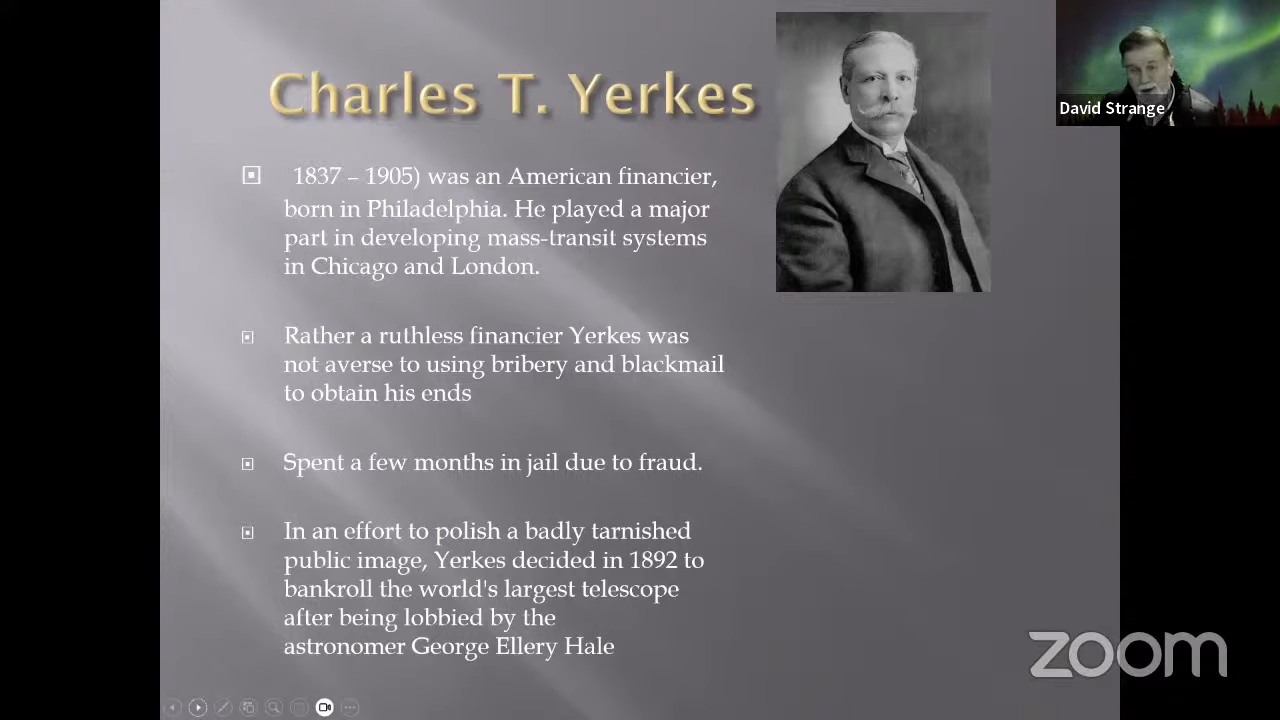 Charles T. Yerkes
David Strange
1837 – 1905) was an American financier,
born in Philadelphia. He played a major
part in developing mass-transit systems
in Chicago and London.
Rather a ruthless financier Yerkes was
not averse to using bribery and blackmail
to obtain his ends
Spent a few months in jail due to fraud.
In an effort to polish a badly tarnished
public image, Yerkes decided in 1892 to
bankroll the world's largest telescope
after being lobbied by the
astronomer George Ellery Hale
zoom